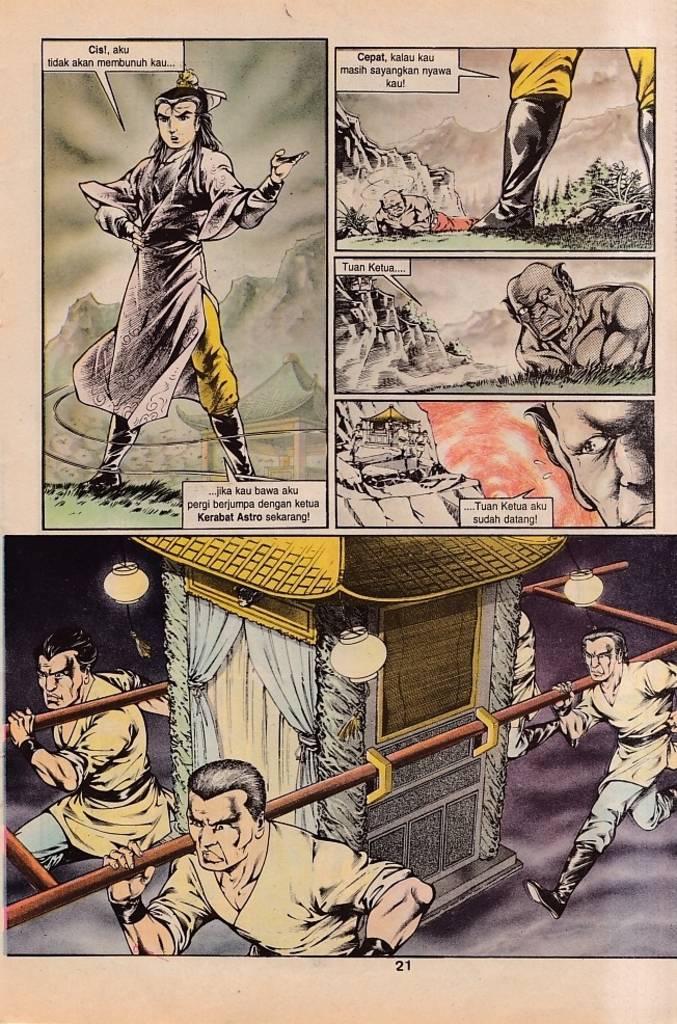 Cis!, aku
tidak akan membunuh kau...
...jika kau bawa aku
pergi berjumpa dengan ketua
Kerabat Astro sekarang!
Cepat, kalau kau
masih sayangkan nyawa
kau!
Tuan Ketua....
....Tuan Ketua aku
sudah datang!
21